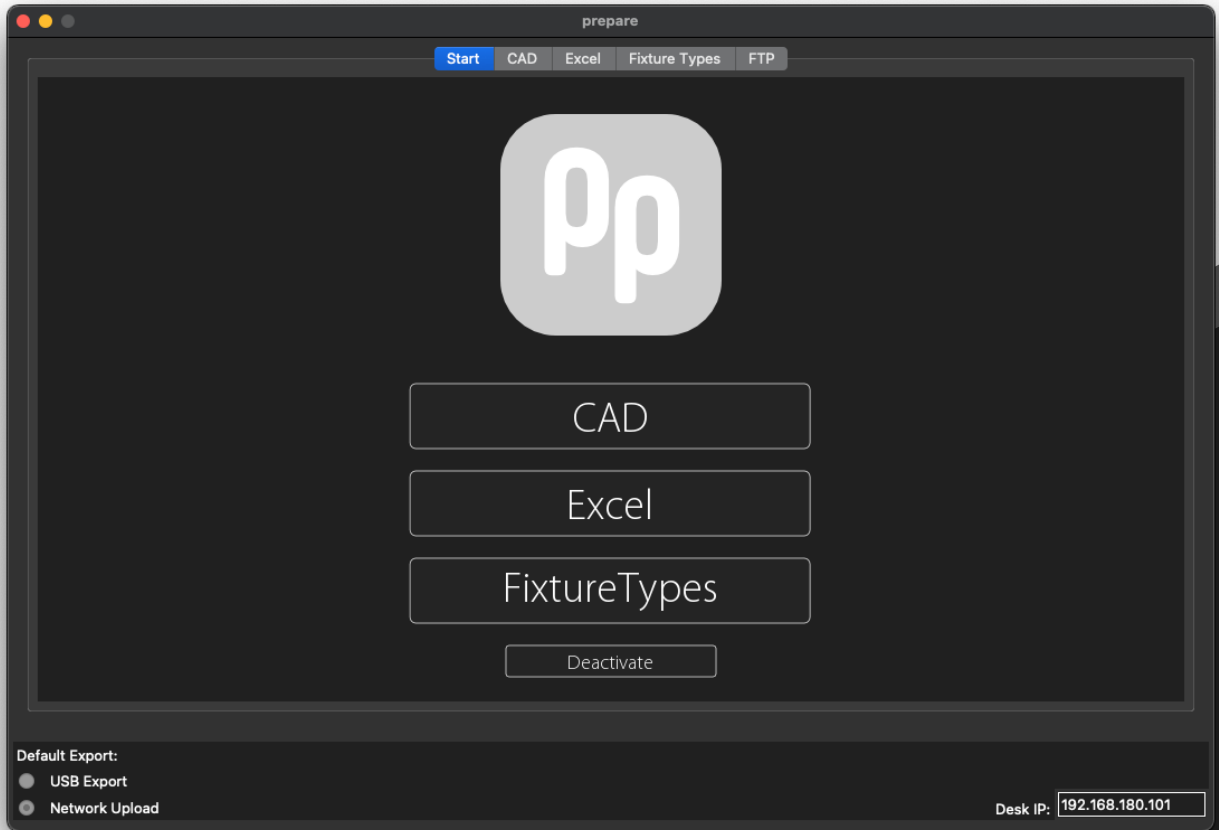 prepare
Start CAD Excel Fixture Types FTP
Pp
CAD
Excel
FixtureTypes
Deactivate
Default Export:
USB Export
Network Upload
Desk IP: 192.168.180.101